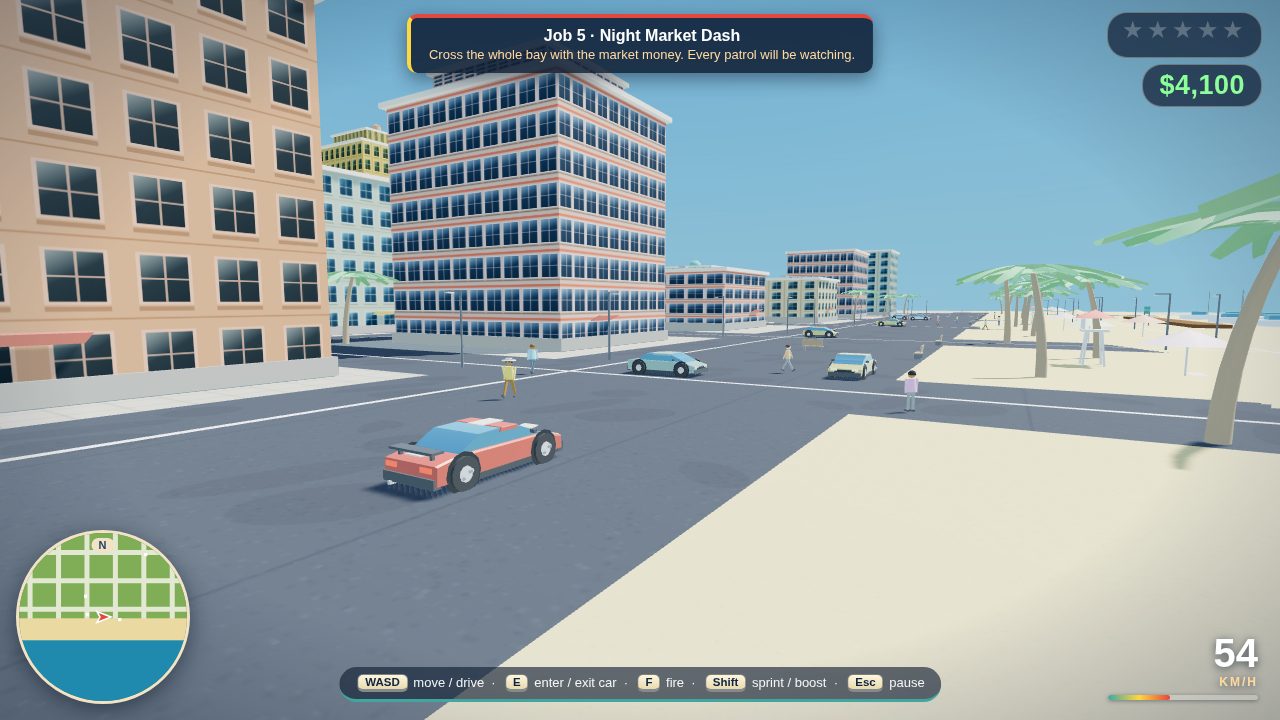 Job 5 · Night Market Dash
Cross the whole bay with the market money. Every patrol will be watching.
$4,100
N
54
KM/H
WASD move / drive · E enter / exit car · F fire · Shift sprint / boost · Esc pause